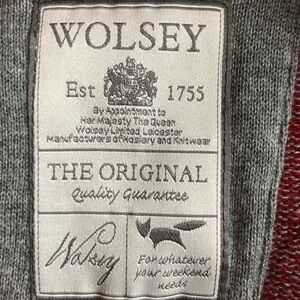 WOLSEY
Est 1755
By Appointment to
Her Majesty The Queen
Wolsey Limited Leicester
Manufacturers of Hosiery and Knitwear
THE ORIGINAL
Quality Guarantee
Wolsey
For whatever
your weekend
needs